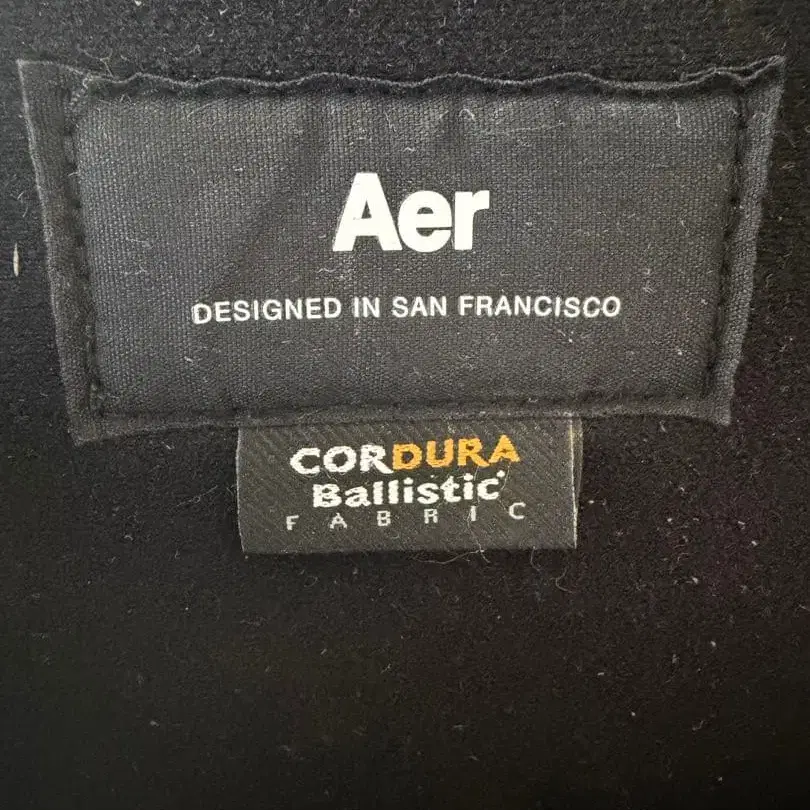 Aer
DESIGNED IN SAN FRANCISCO
CORDURA
Ballistic
FABRIC